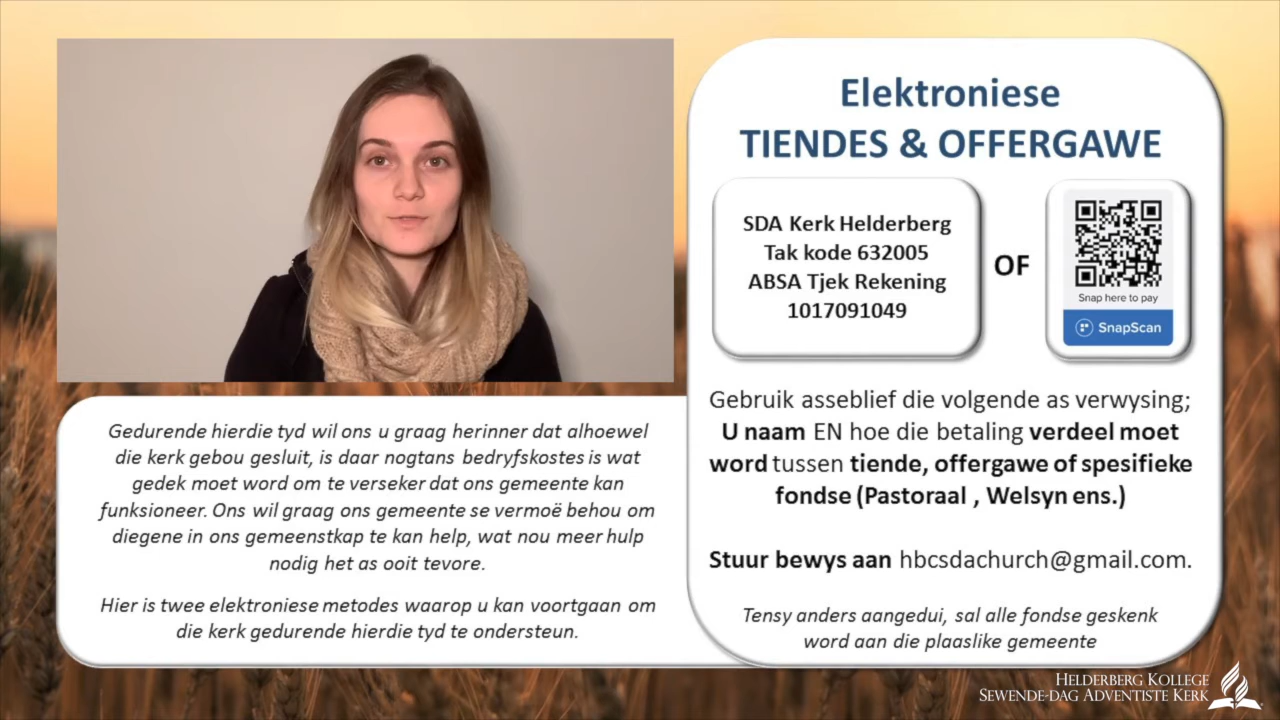 Elektroniese
TIENDES & OFFERGAWE
SDA Kerk Helderberg
Tak kode 632005
ABSA Tjek Rekening
1017091049
OF
Snap here to pay
SnapScan
Gebruik asseblief die volgende as verwysing;
U naam EN hoe die betaling verdeel moet
word tussen tiende, offergawe of spesifieke
fondse (Pastoraal , Welsyn ens.)
Stuur bewys aan hbcsdachurch@gmail.com.
Tensy anders aangedui, sal alle fondse geskenk
word aan die plaaslike gemeente
Gedurende hierdie tyd wil ons u graag herinner dat alhoewel
die kerk gebou gesluit, is daar nogtans bedryfskostes is wat
gedek moet word om te verseker dat ons gemeente kan
funksioneer. Ons wil graag ons gemeente se vermoë behou om
diegene in ons gemeenstkap te kan help, wat nou meer hulp
nodig het as ooit tevore.
Hier is twee elektroniese metodes waarop u kan voortgaan om
die kerk gedurende hierdie tyd te ondersteun.
HELDERBERG KOLLEGE
SEWENDE-DAG ADVENTISTE KERK